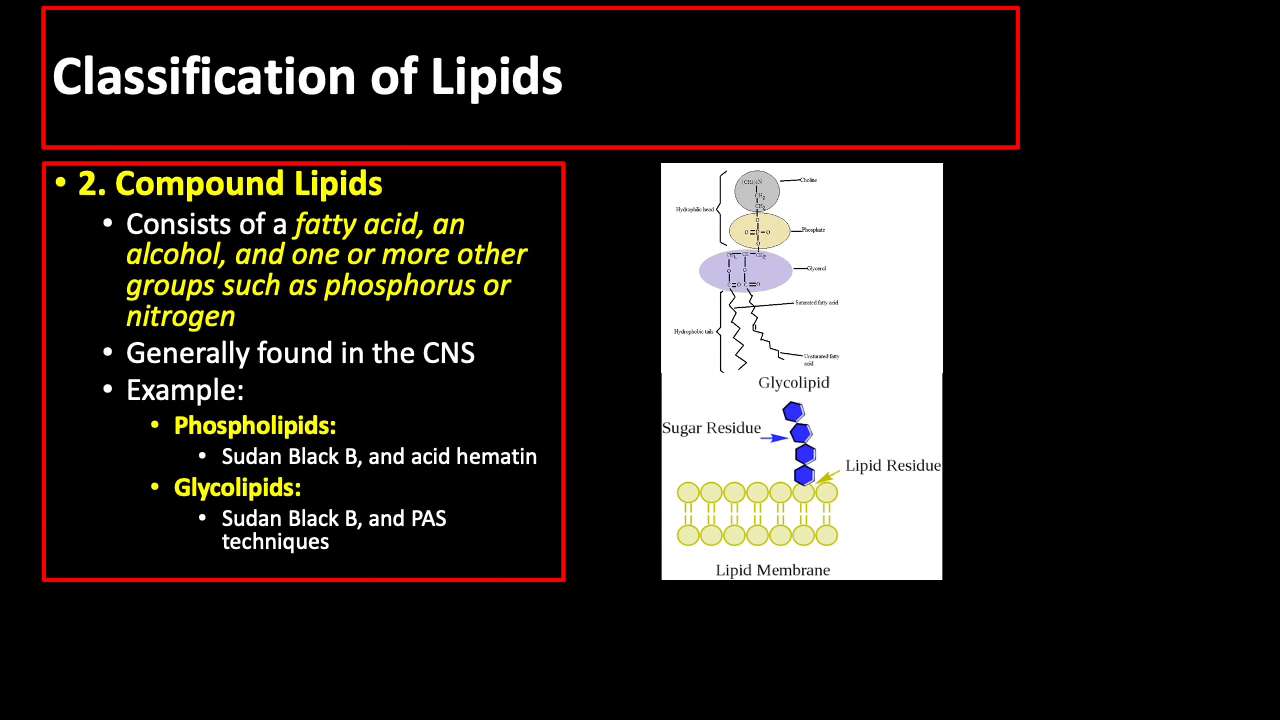 Classification of Lipids
• 2. Compound Lipids
• Consists of a fatty acid, an
alcohol, and one or more other
groups such as phosphorus or
nitrogen
• Generally found in the CNS
• Example:
• Phospholipids:
• Sudan Black B, and acid hematin
• Glycolipids:
• Sudan Black B, and PAS
techniques
Choline
Hydrophilic head
Phosphate
Glycerol
Saturated fatty acid
Hydrophobic tails
Unsturated fatty
acid
Glycolipid
Sugar Residue
Lipid Residue
Lipid Membrane